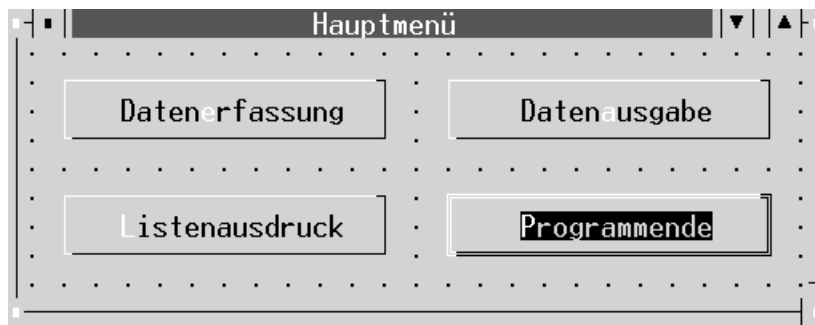 Hauptmenü
Datenerfassung
Datenausgabe
Listenausdruck
Programmende